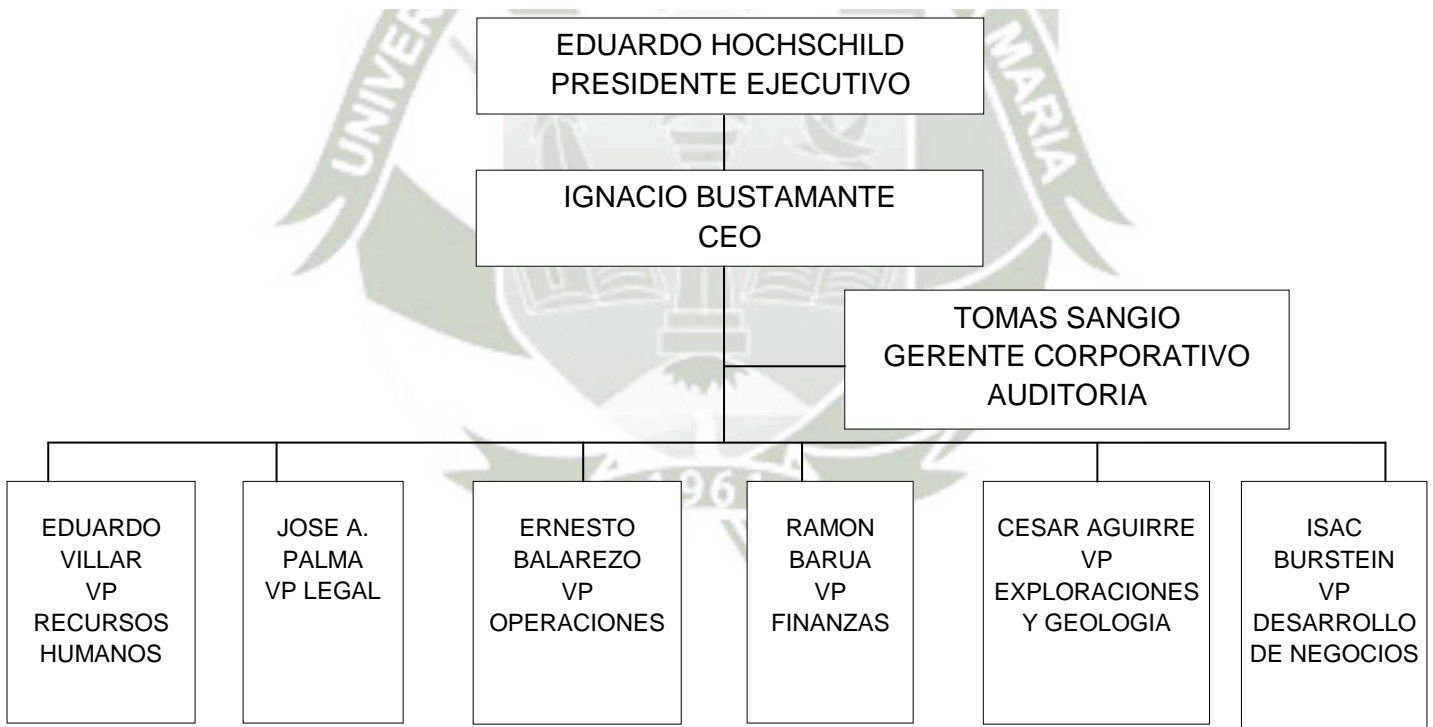 EDUARDO HOCHSCHILD
PRESIDENTE EJECUTIVO
IGNACIO BUSTAMANTE
CEO
TOMAS SANGIO
GERENTE CORPORATIVO
AUDITORIA
EDUARDO
VILLAR
VP
RECURSOS
HUMANOS
JOSE A.
PALMA
VP LEGAL
ERNESTO
BALAREZO
VP
OPERACIONES
RAMON
BARUA
VP
FINANZAS
CESAR AGUIRRE
VP
EXPLORACIONES
Y GEOLOGIA
ISAC
BURSTEIN
VP
DESARROLLO
DE NEGOCIOS
MARIA